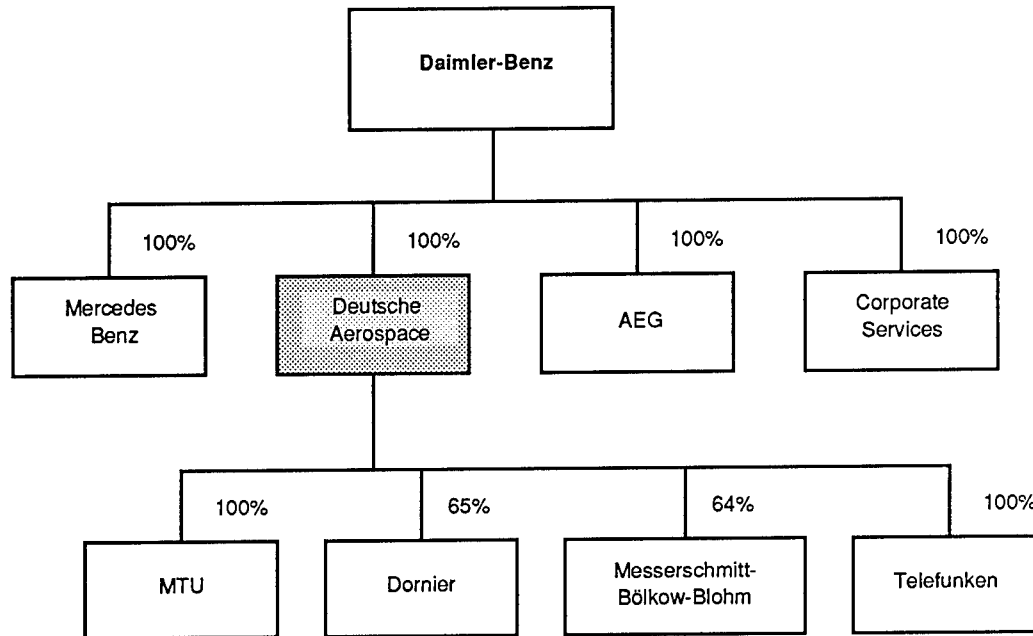 Daimler-Benz
100%
100%
100%
100%
Mercedes
Benz
Deutsche
Aerospace
AEG
Corporate
Services
100%
65%
64%
100%
MTU
Dornier
Messerschmitt-
Bölkow-Blohm
Telefunken